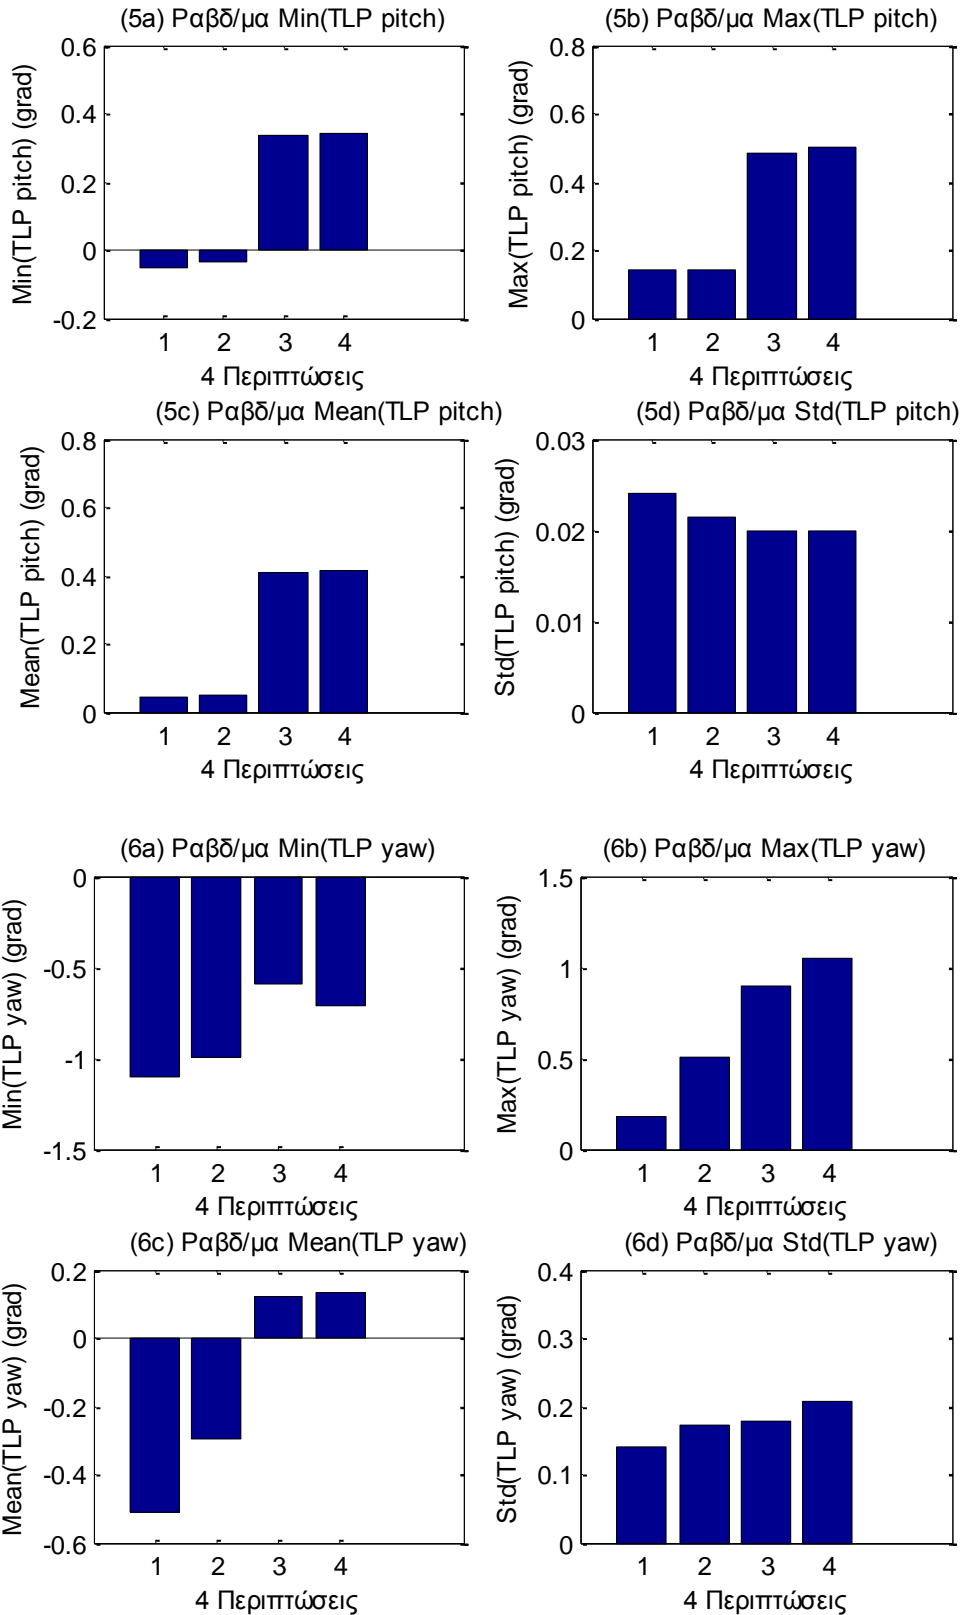 (5a) Ραβδ/μα Min(TLP pitch)
Min(TLP pitch) (grad)
0.6
0.4
0.2
0
-0.2
1 2 3 4
4 Περιπτώσεις
(5b) Ραβδ/μα Max(TLP pitch)
Max(TLP pitch) (grad)
0.8
0.6
0.4
0.2
0
1 2 3 4
4 Περιπτώσεις
(5c) Ραβδ/μα Mean(TLP pitch)
Mean(TLP pitch) (grad)
0.8
0.6
0.4
0.2
0
1 2 3 4
4 Περιπτώσεις
(5d) Ραβδ/μα Std(TLP pitch)
Std(TLP pitch) (grad)
0.03
0.02
0.01
0
1 2 3 4
4 Περιπτώσεις
(6a) Ραβδ/μα Min(TLP yaw)
Min(TLP yaw) (grad)
0
-0.5
-1
-1.5
1 2 3 4
4 Περιπτώσεις
(6b) Ραβδ/μα Max(TLP yaw)
Max(TLP yaw) (grad)
1.5
1
0.5
0
1 2 3 4
4 Περιπτώσεις
(6c) Ραβδ/μα Mean(TLP yaw)
Mean(TLP yaw) (grad)
0.2
0
-0.2
-0.4
-0.6
1 2 3 4
4 Περιπτώσεις
(6d) Ραβδ/μα Std(TLP yaw)
Std(TLP yaw) (grad)
0.4
0.3
0.2
0.1
0
1 2 3 4
4 Περιπτώσεις